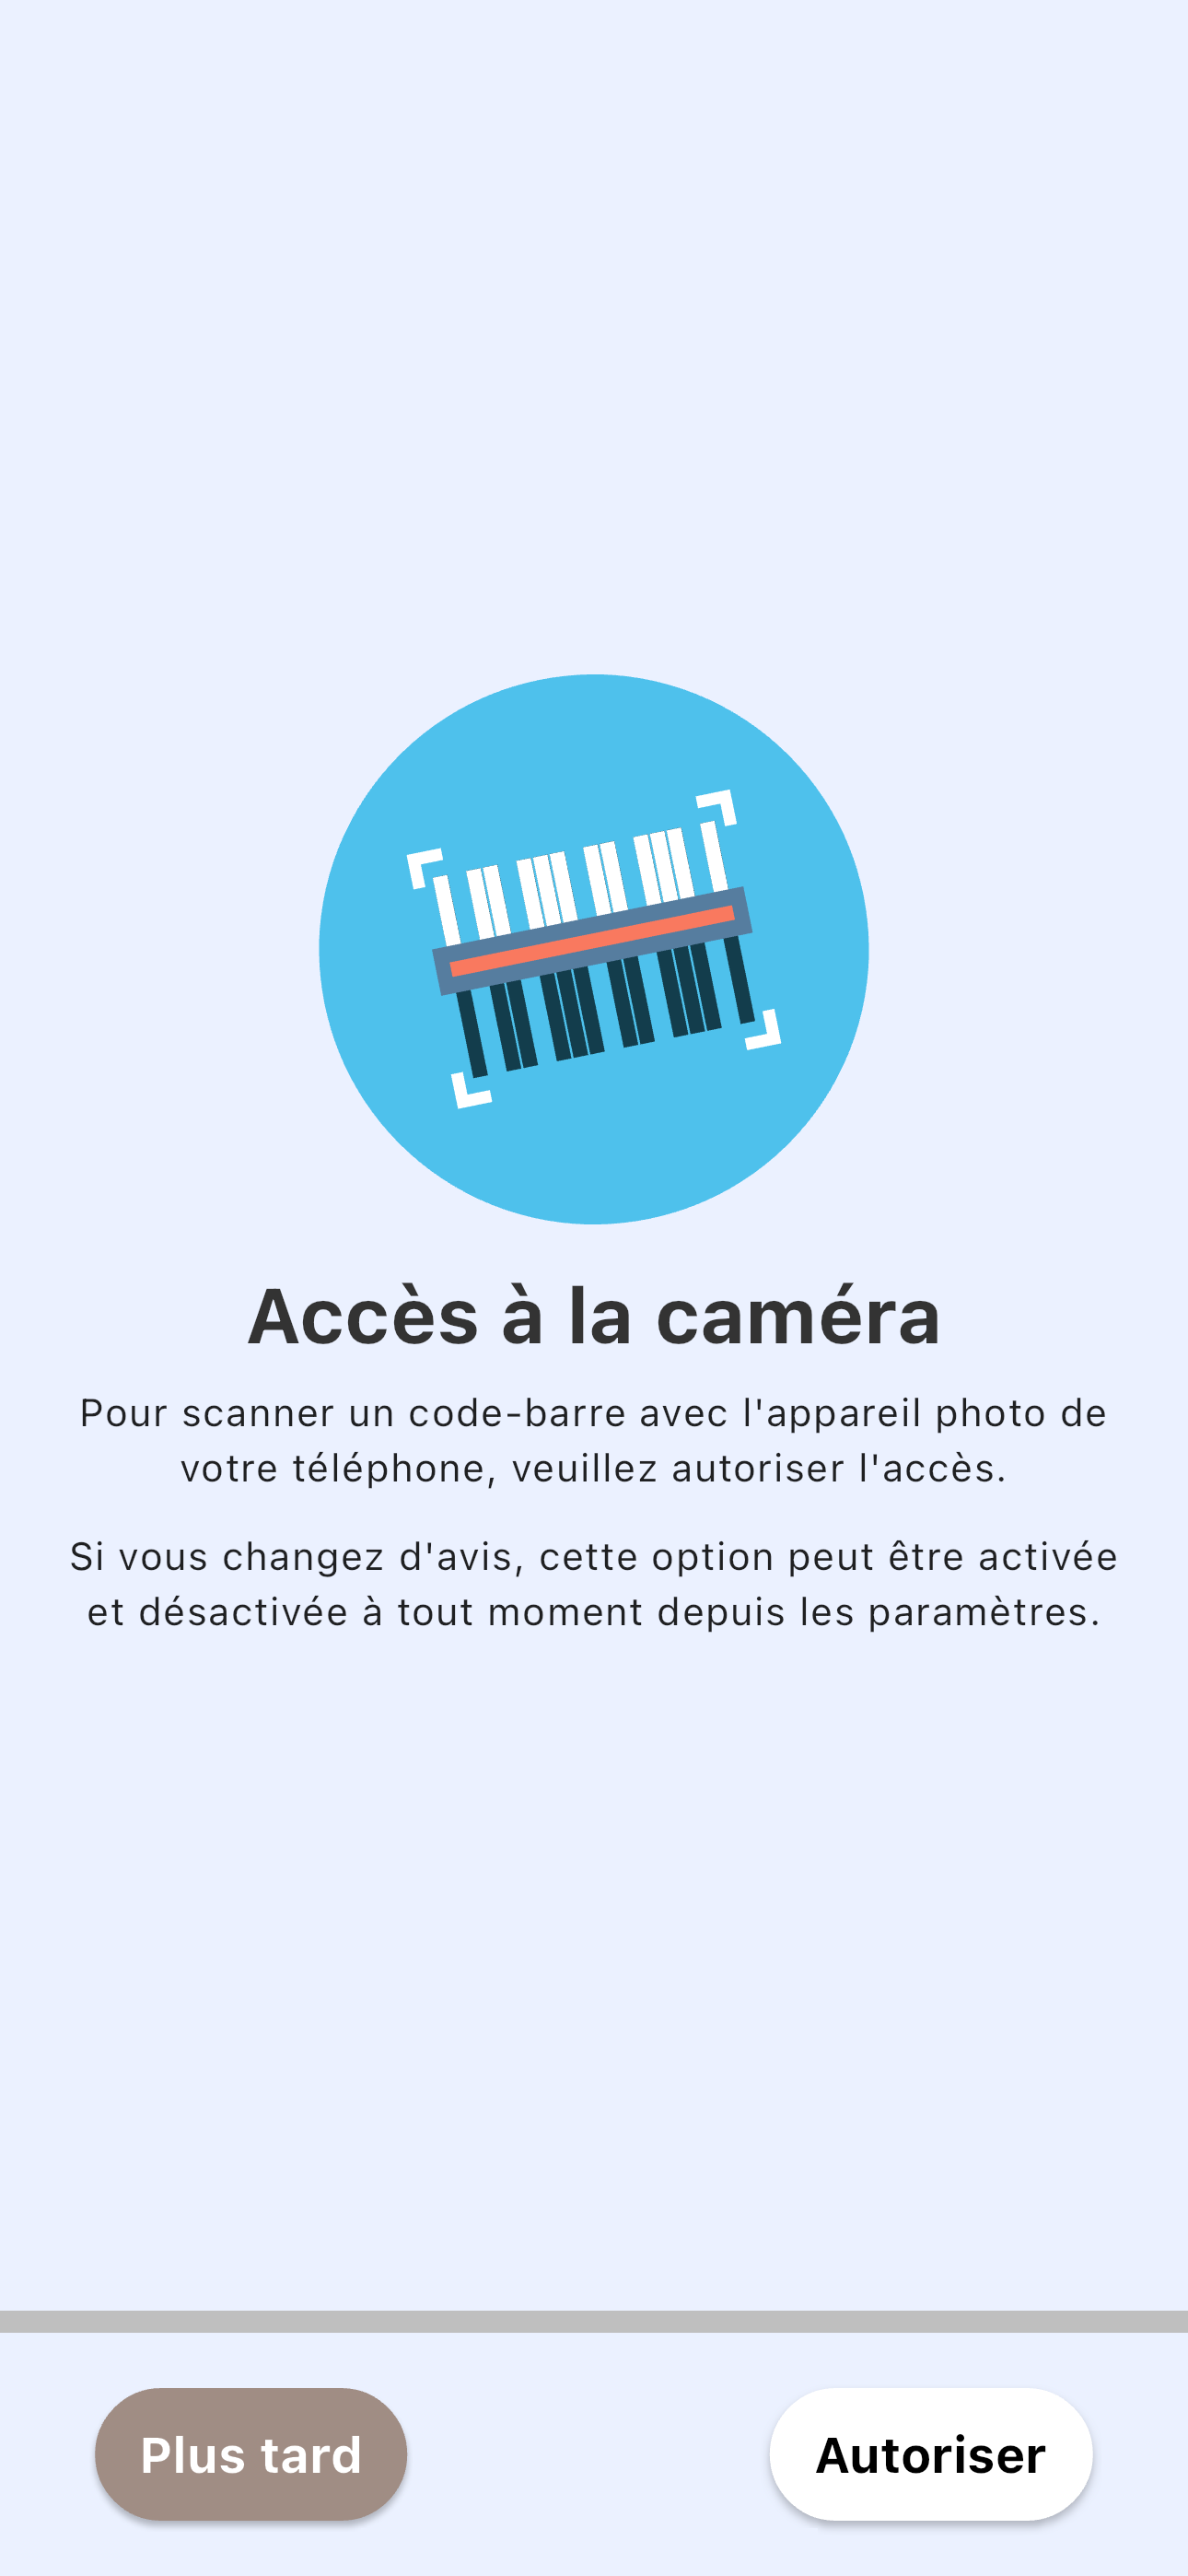 Accès à la caméra
Pour scanner un code-barre avec l'appareil photo de
votre téléphone, veuillez autoriser l'accès.
Si vous changez d'avis, cette option peut être activée
et désactivée à tout moment depuis les paramètres.
Plus tard
Autoriser